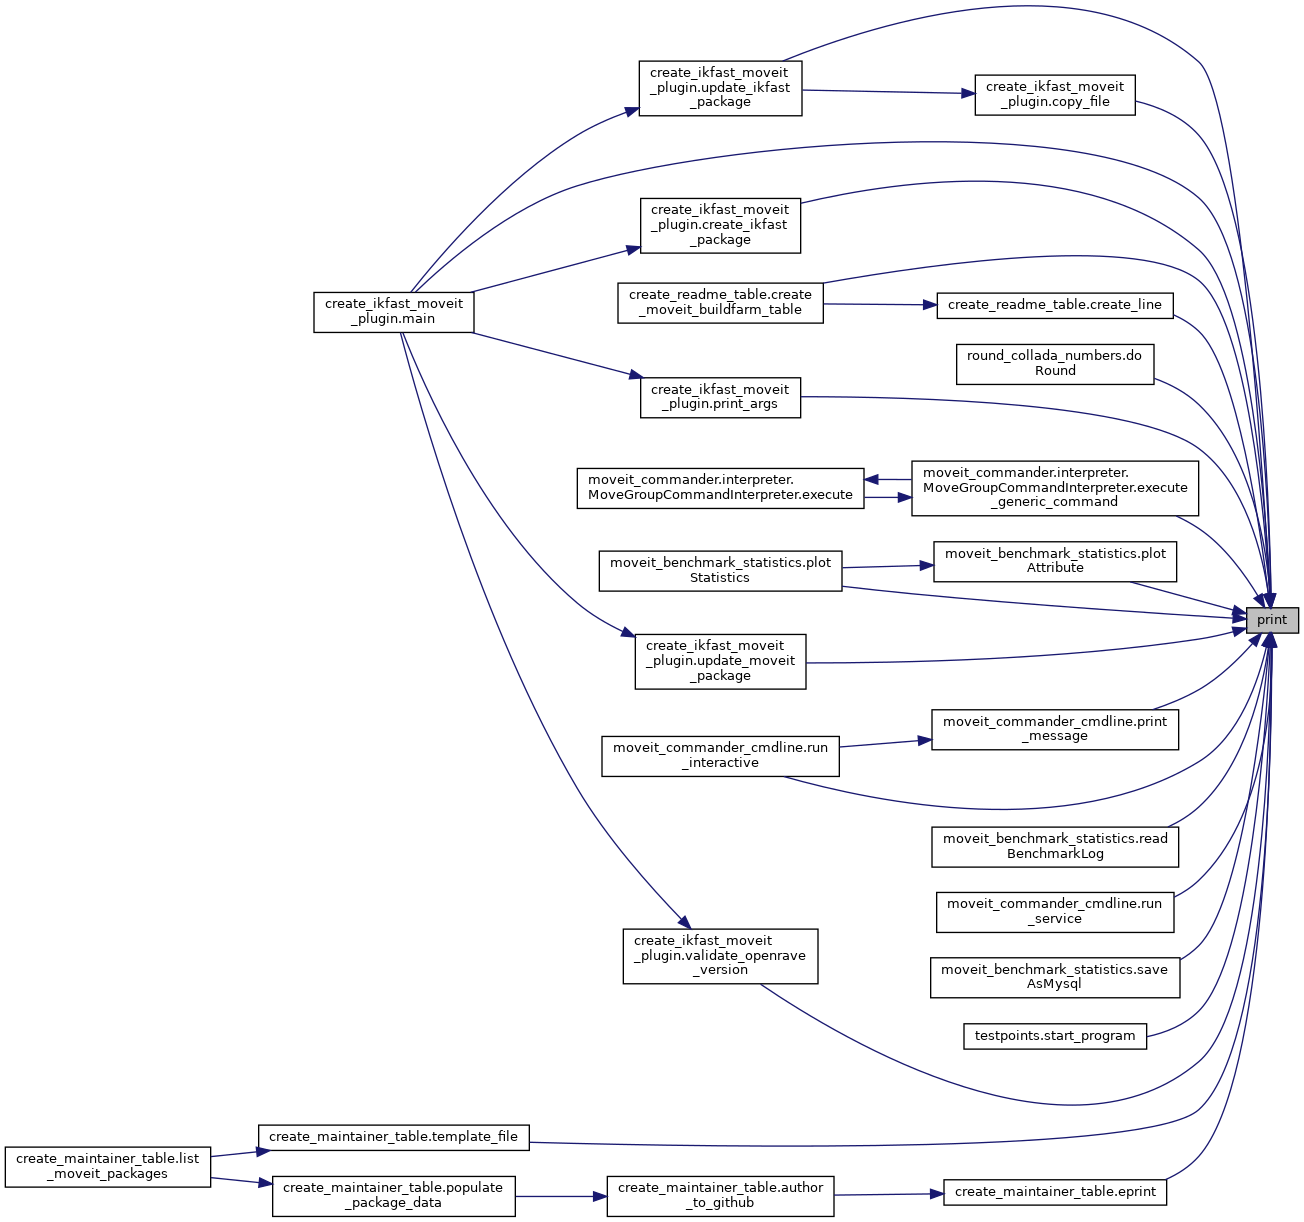 create_ikfast_moveit
_plugin.update_ikfast
_package
create_ikfast_moveit
_plugin.copy_file
create_ikfast_moveit
_plugin.create_ikfast
_package
create_ikfast_moveit
_plugin.main
create_readme_table.create
_moveit_buildfarm_table
create_readme_table.create_line
round_collada_numbers.do
Round
create_ikfast_moveit
_plugin.print_args
moveit_commander.interpreter.
MoveGroupCommandInterpreter.execute
moveit_commander.interpreter.
MoveGroupCommandInterpreter.execute
_generic_command
moveit_benchmark_statistics.plot
Statistics
moveit_benchmark_statistics.plot
Attribute
print
create_ikfast_moveit
_plugin.update_moveit
_package
moveit_commander_cmdline.print
_message
moveit_commander_cmdline.run
_interactive
moveit_benchmark_statistics.read
BenchmarkLog
moveit_commander_cmdline.run
_service
create_ikfast_moveit
_plugin.validate_openrave
_version
moveit_benchmark_statistics.save
AsMysql
testpoints.start_program
create_maintainer_table.template_file
create_maintainer_table.list
_moveit_packages
create_maintainer_table.populate
_package_data
create_maintainer_table.author
_to_github
create_maintainer_table.eprint